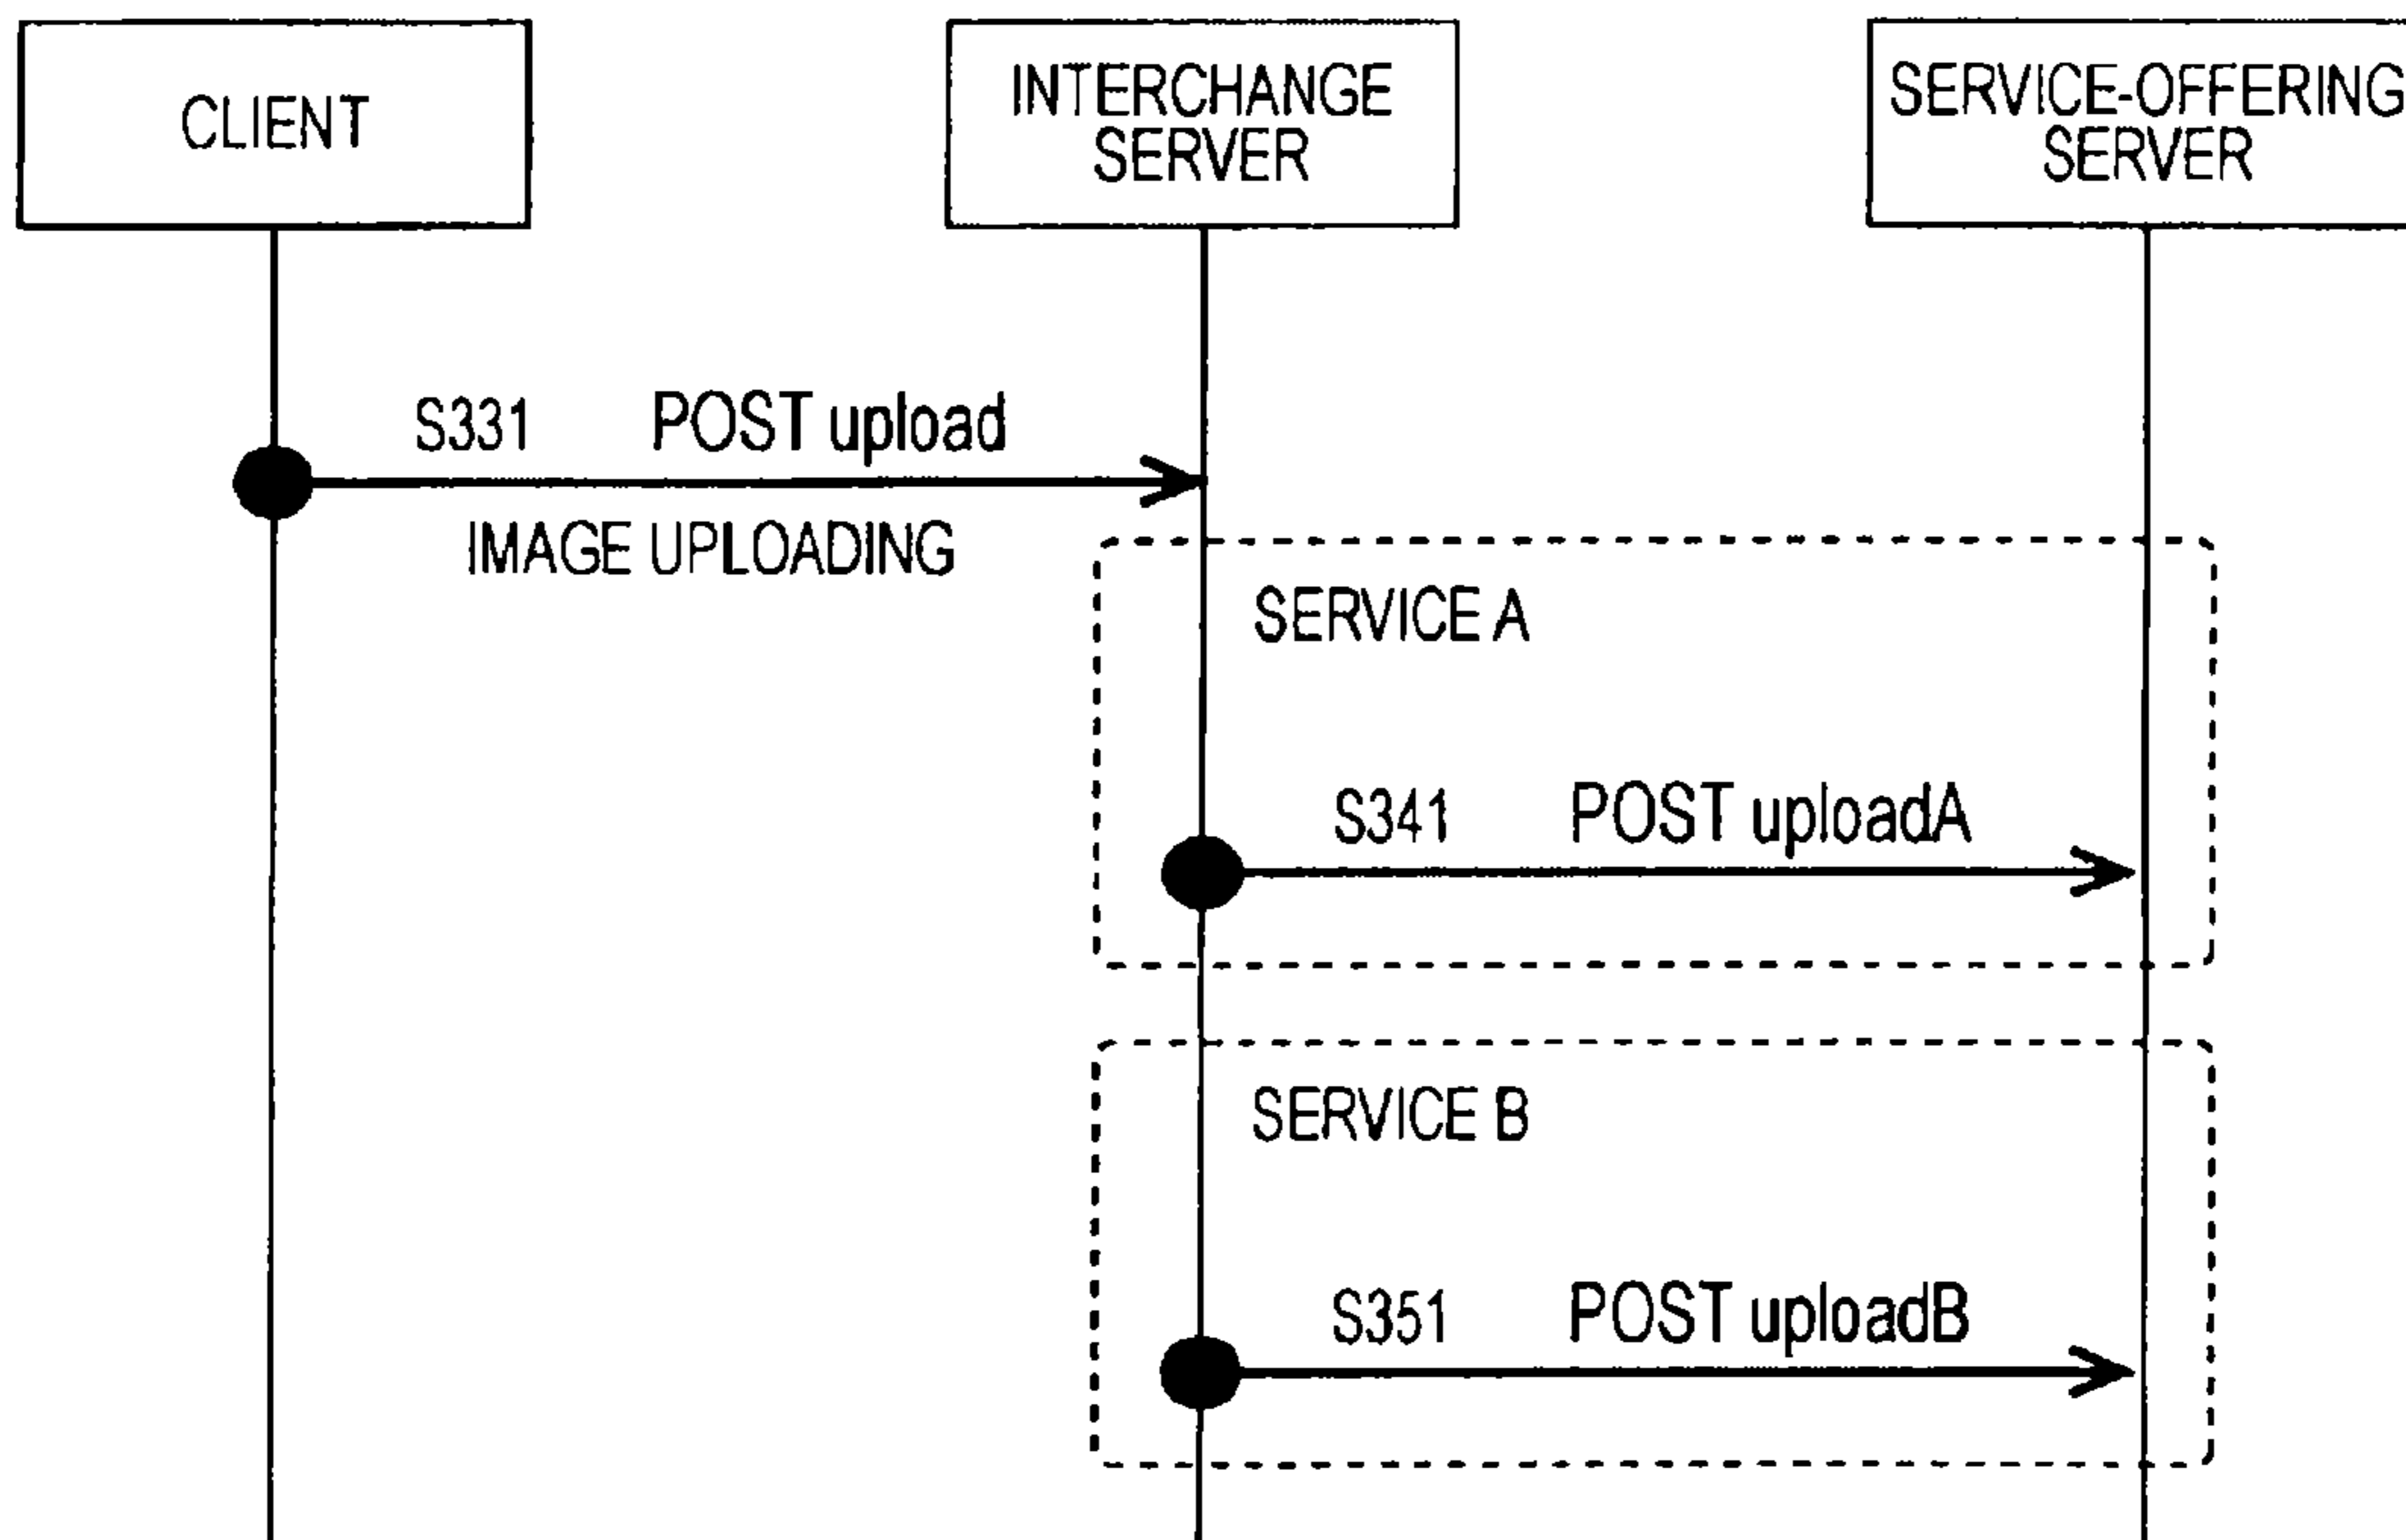 CLIENT
INTERCHANGE
SERVER
SERVICE-OFFERING
SERVER
S331 POST upload
IMAGE UPLOADING
SERVICE A
S341 POST uploadA
SERVICE B
S351 POST uploadB